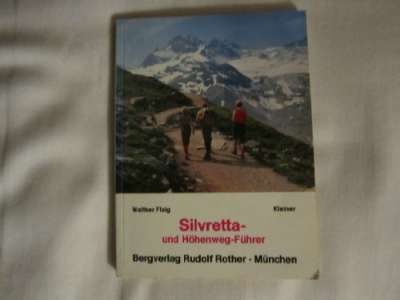 Walther Flaig Kleiner
Silvretta-
und Höhenweg-Führer
Bergverlag Rudolf Rother · München